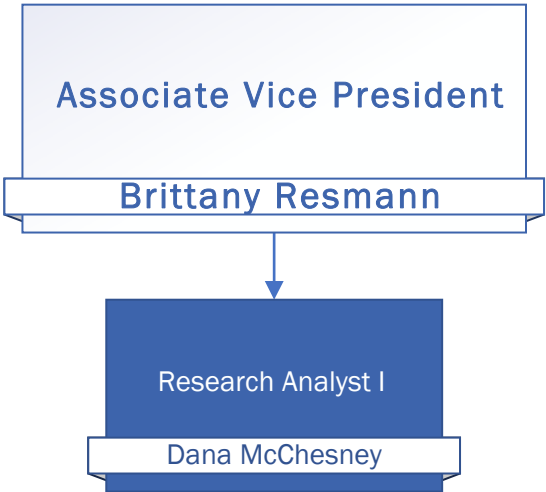 Associate Vice President
Brittany Resmann
Research Analyst I
Dana McChesney